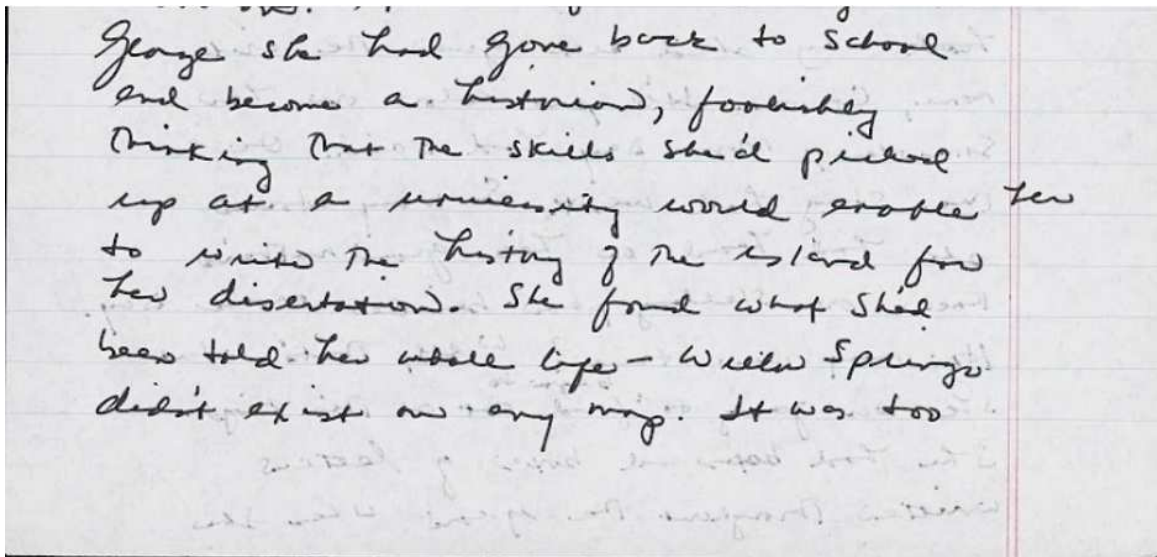 George she had gone back to school
and become a historian, foolishly
thinking that the skills she'd picked
up at a university would enable her
to write the history of the island for
her disertation. She found what she'd
been told her whole life - Willow Springs
didn't exist on any map. It was too